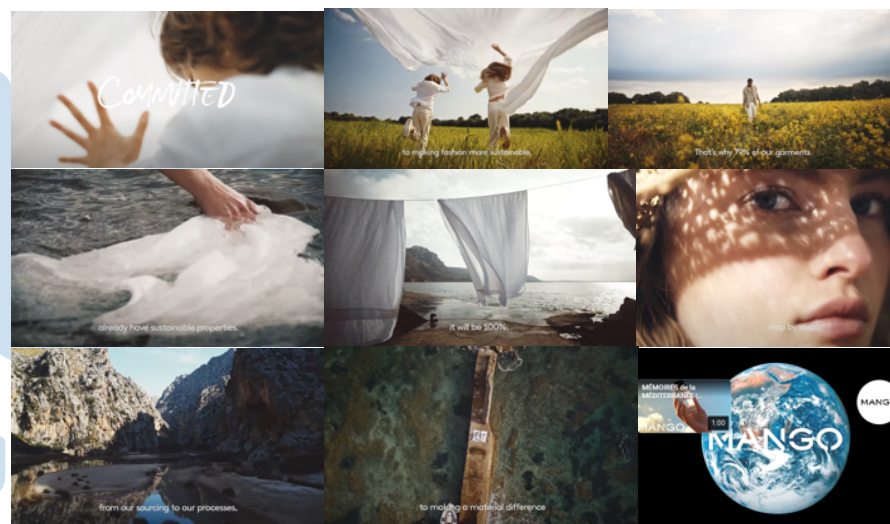 COMMITTED
to making fashion more sustainable.
That's why 79% of our garments
already have sustainable properties.
it will be 100%.
step by step...
from our sourcing to our processes,
to making a material difference
MÉMOIRES de la
MÉDITERRANÉE |...
MANGO
1:00
MANGO
MANG